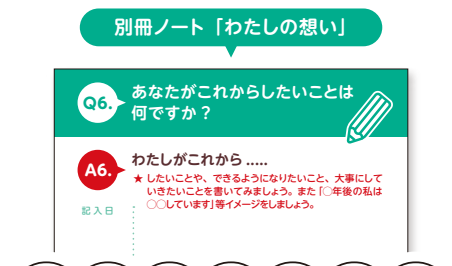 別冊ノート「わたしの想い」
Q6.
あなたがこれからしたいことは
何ですか？
A6.
わたしがこれから .....
★ したいことや、できるようになりたいこと、大事にして
いきたいことを書いてみましょう。また「○年後の私は
○○しています」等イメージをしましょう。
記入日